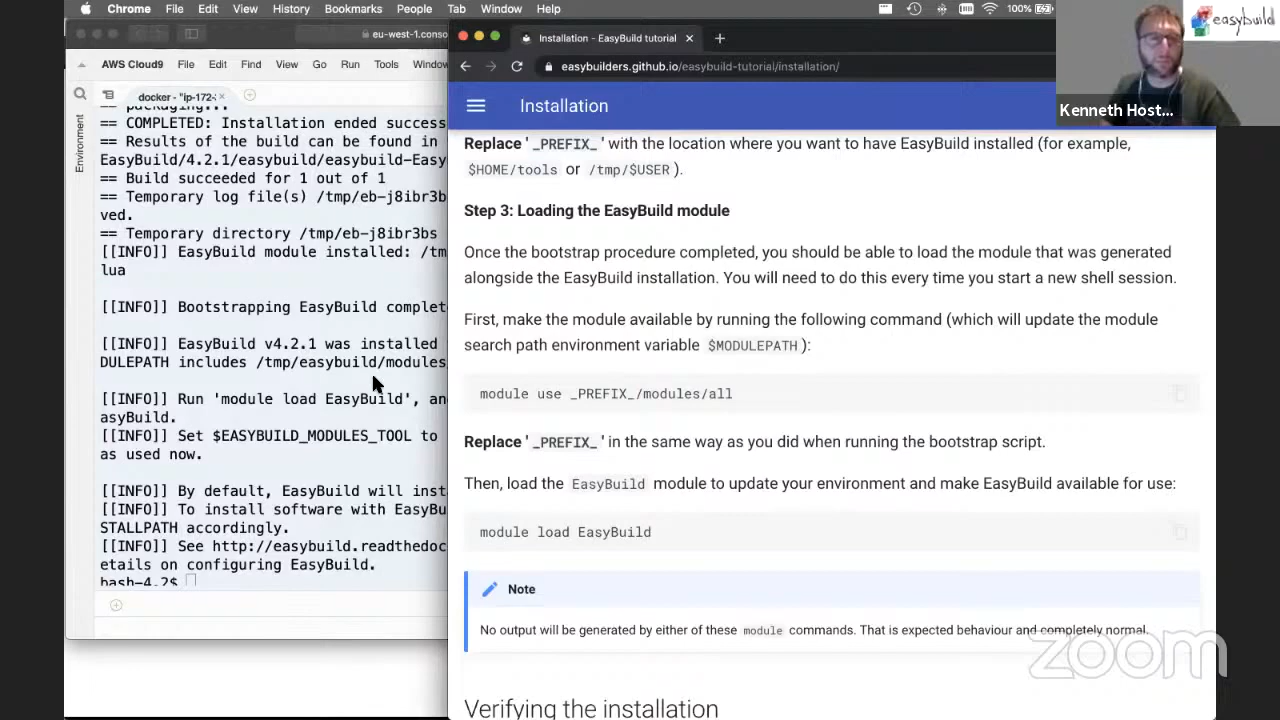 Chrome File Edit View History Bookmarks People Tab Window Help 100%
eu-west-1.conso
AWS Cloud9 File Edit Find View Go Run Tools Window
docker - "ip-172-
Environment
== packaging...
== COMPLETED: Installation ended success
== Results of the build can be found in
EasyBuild/4.2.1/easybuild/easybuild-Easy
== Build succeeded for 1 out of 1
== Temporary log file(s) /tmp/eb-j8ibr3b
ved.
== Temporary directory /tmp/eb-j8ibr3bs
[[INFO]] EasyBuild module installed: /tm
lua
[[INFO]] Bootstrapping EasyBuild complet
[[INFO]] EasyBuild v4.2.1 was installed
DULEPATH includes /tmp/easybuild/modules
[[INFO]] Run 'module load EasyBuild', an
asyBuild.
[[INFO]] Set $EASYBUILD_MODULES_TOOL to
as used now.
[[INFO]] By default, EasyBuild will inst
[[INFO]] To install software with EasyBu
STALLPATH accordingly.
[[INFO]] See http://easybuild.readthedoc
etails on configuring EasyBuild.
bash-4.2$
Installation - EasyBuild tutorial
easybuilders.github.io/easybuild-tutorial/installation/
Installation
Replace '_PREFIX_' with the location where you want to have EasyBuild installed (for example,
$HOME/tools or /tmp/$USER ).
Step 3: Loading the EasyBuild module
Once the bootstrap procedure completed, you should be able to load the module that was generated
alongside the EasyBuild installation. You will need to do this every time you start a new shell session.
First, make the module available by running the following command (which will update the module
search path environment variable $MODULEPATH ):
module use _PREFIX_/modules/all
Replace '_PREFIX_' in the same way as you did when running the bootstrap script.
Then, load the EasyBuild module to update your environment and make EasyBuild available for use:
module load EasyBuild
Note
No output will be generated by either of these module commands. That is expected behaviour and completely normal.
Verifying the installation
easybuild
Kenneth Host...
zoom